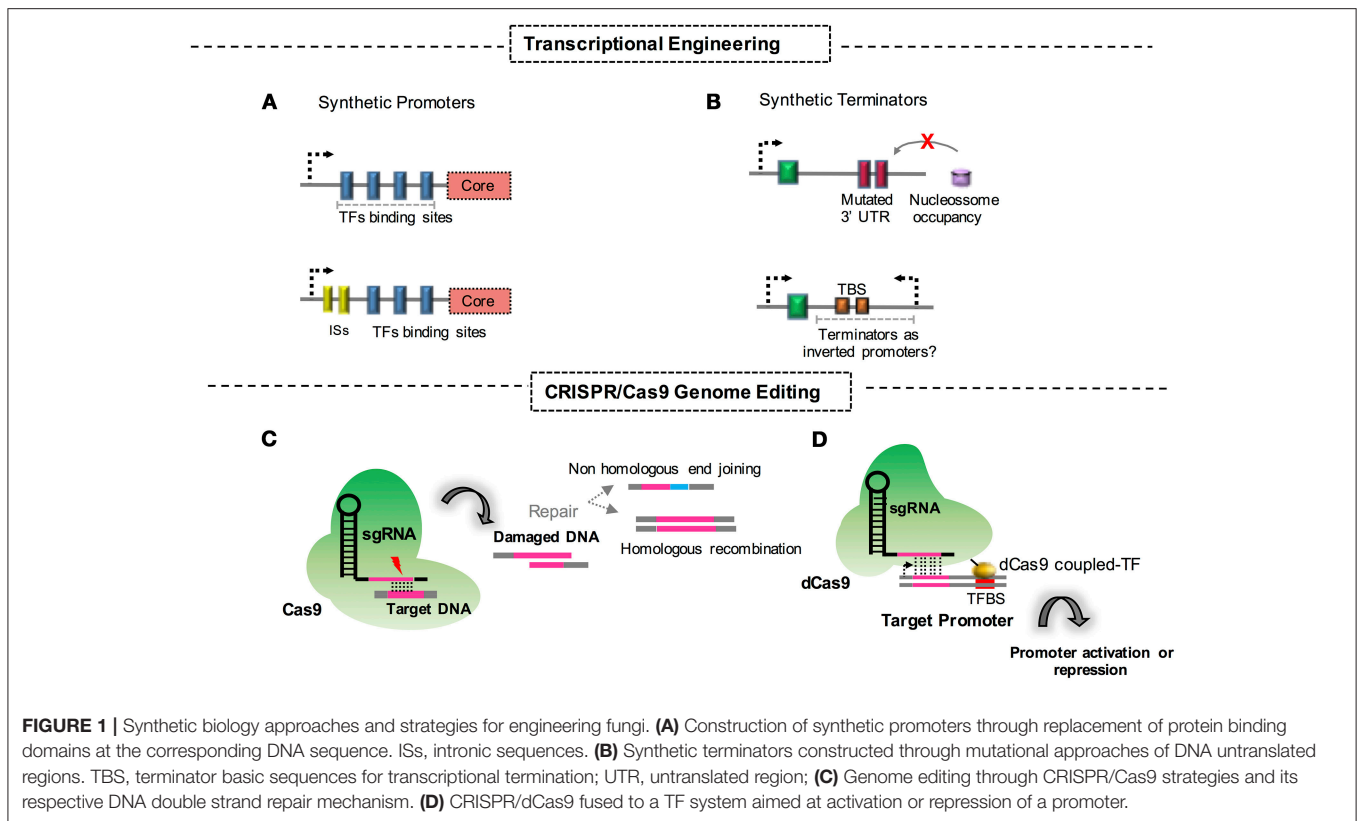 Transcriptional Engineering
A Synthetic Promoters
Core
TFs binding sites
Core
ISs TFs binding sites
B Synthetic Terminators
X
Mutated
3' UTR
Nucleossome
occupancy
TBS
Terminators as
inverted promoters?
CRISPR/Cas9 Genome Editing
C
sgRNA
Cas9
Target DNA
Damaged DNA
Repair
Non homologous end joining
Homologous recombination
D
sgRNA
dCas9
dCas9 coupled-TF
TFBS
Target Promoter
Promoter activation or
repression
FIGURE 1 | Synthetic biology approaches and strategies for engineering fungi. (A) Construction of synthetic promoters through replacement of protein binding
domains at the corresponding DNA sequence. ISs, intronic sequences. (B) Synthetic terminators constructed through mutational approaches of DNA untranslated
regions. TBS, terminator basic sequences for transcriptional termination; UTR, untranslated region; (C) Genome editing through CRISPR/Cas9 strategies and its
respective DNA double strand repair mechanism. (D) CRISPR/dCas9 fused to a TF system aimed at activation or repression of a promoter.